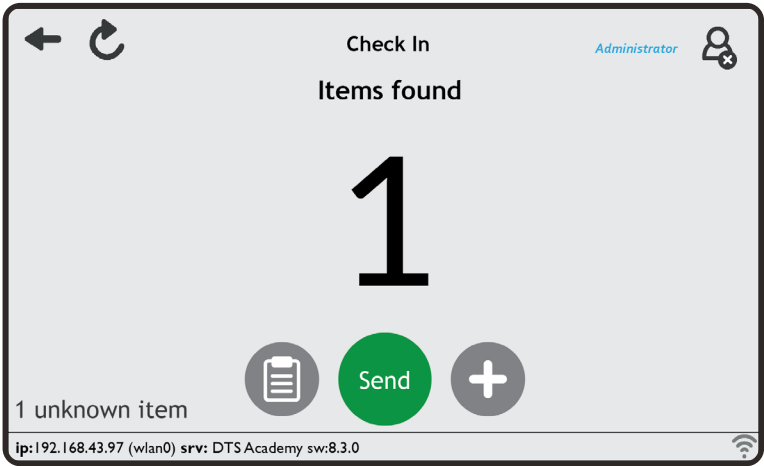 Check In
Administrator
Items found
1
Send
1 unknown item
ip:192.168.43.97 (wlan0) srv: DTS Academy sw:8.3.0